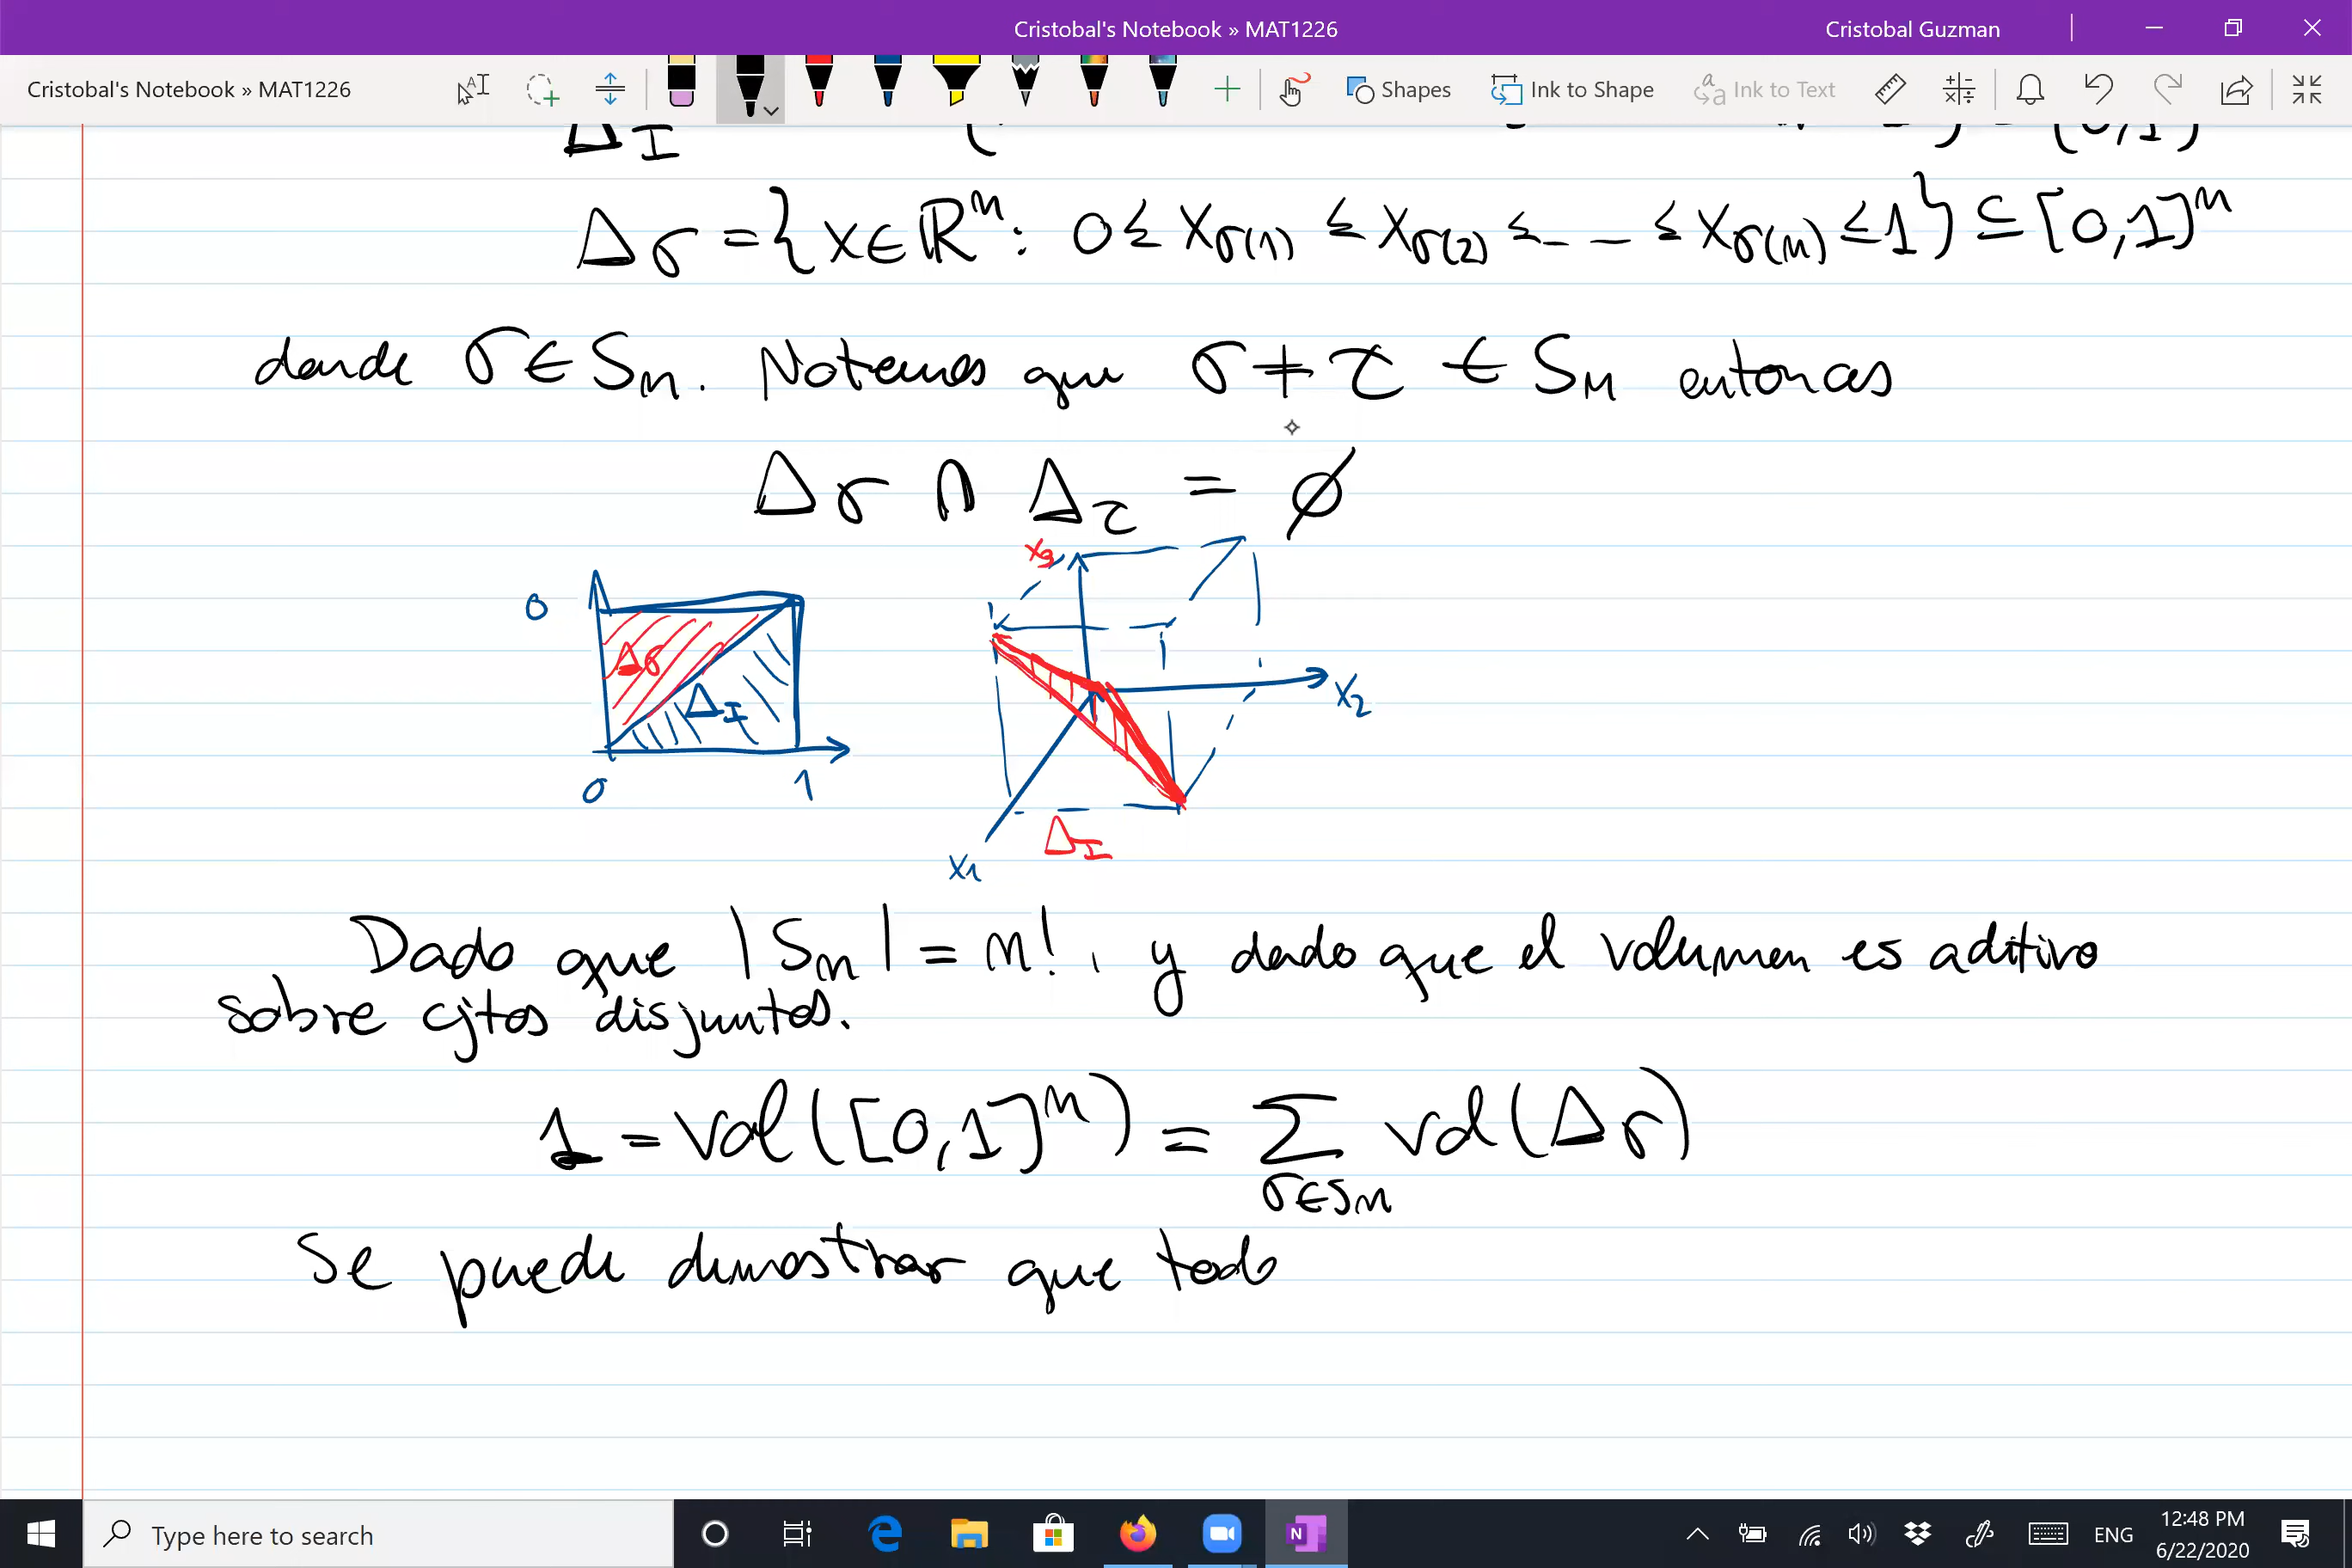 Cristobal's Notebook » MAT1226
Cristobal Guzman
Cristobal's Notebook » MAT1226
Shapes
Ink to Shape
Ink to Text
Δσ = {x∈ℝⁿ: 0 ≤ x_σ(1) ≤ x_σ(2) ≤ - - ≤ x_σ(n) ≤ 1} ⊆ [0,1]ⁿ
donde σ ∈ Sₙ. Notemos que σ ≠ τ ∈ Sₙ entonces
Δσ ∩ Δτ = ∅
0
Δσ
Δ_I
0
1
x₃
x₂
x₁
Δ_I
Dado que |Sₙ| = n!, y dado que el volumen es aditivo
sobre cjtos disjuntos.
1 = vol([0,1]ⁿ) = Σ vol(Δσ)
σ∈Sₙ
Se puede demostrar que todo
Type here to search
ENG
12:48 PM
6/22/2020